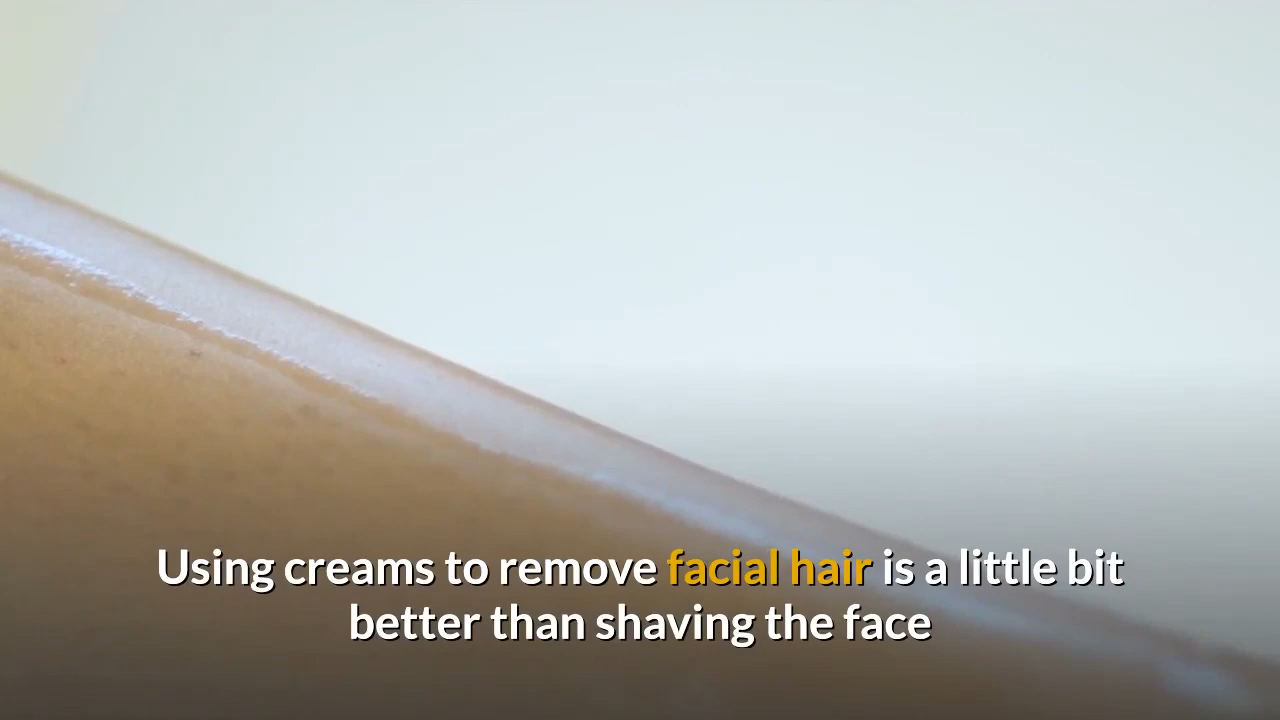 Using creams to remove facial hair is a little bit
better than shaving the face